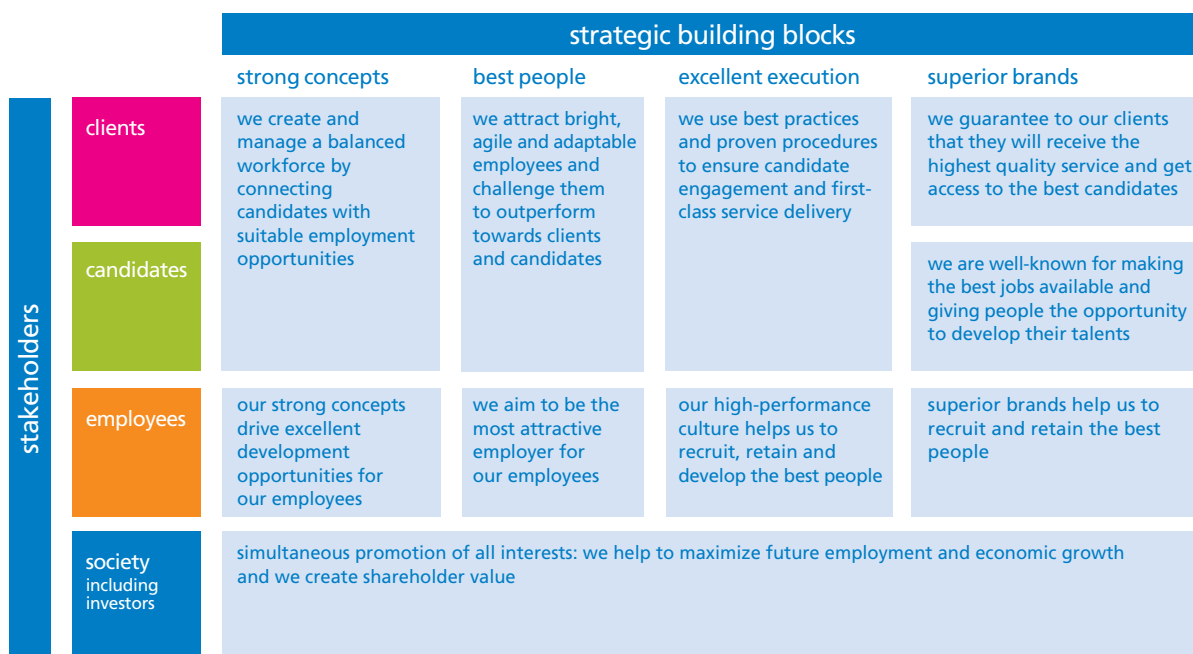 strategic building blocks
strong concepts
best people
excellent execution
superior brands
stakeholders
clients
we create and
manage a balanced
workforce by
connecting
candidates with
suitable employment
opportunities
we attract bright,
agile and adaptable
employees and
challenge them
to outperform
towards clients
and candidates
we use best practices
and proven procedures
to ensure candidate
engagement and first-
class service delivery
we guarantee to our clients
that they will receive the
highest quality service and get
access to the best candidates
candidates
we are well-known for making
the best jobs available and
giving people the opportunity
to develop their talents
employees
our strong concepts
drive excellent
development
opportunities for
our employees
we aim to be the
most attractive
employer for
our employees
our high-performance
culture helps us to
recruit, retain and
develop the best people
superior brands help us to
recruit and retain the best
people
society
including
investors
simultaneous promotion of all interests: we help to maximize future employment and economic growth
and we create shareholder value